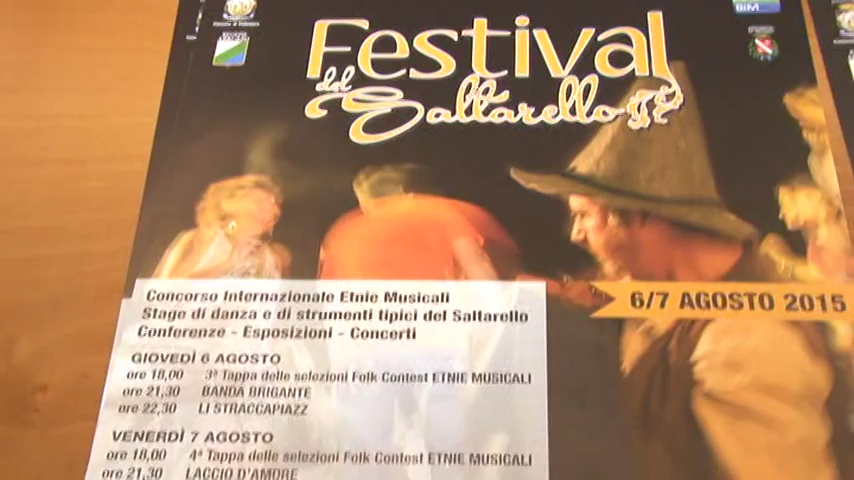 BIM
Festival
del Saltarello
6/7 AGOSTO 2015
Concorso Internazionale Etnie Musicali
Stage di danza e di strumenti tipici del Saltarello
Conferenze - Esposizioni - Concerti
GIOVEDÌ 6 AGOSTO
ore 18,00 3ª Tappa delle selezioni Folk Contest ETNIE MUSICALI
ore 21,30 BANDA BRIGANTE
ore 22,30 LI STRACCAPIAZZ
VENERDÌ 7 AGOSTO
ore 18,00 4ª Tappa delle selezioni Folk Contest ETNIE MUSICALI
ore 21,30 LACCIO D'AMORE